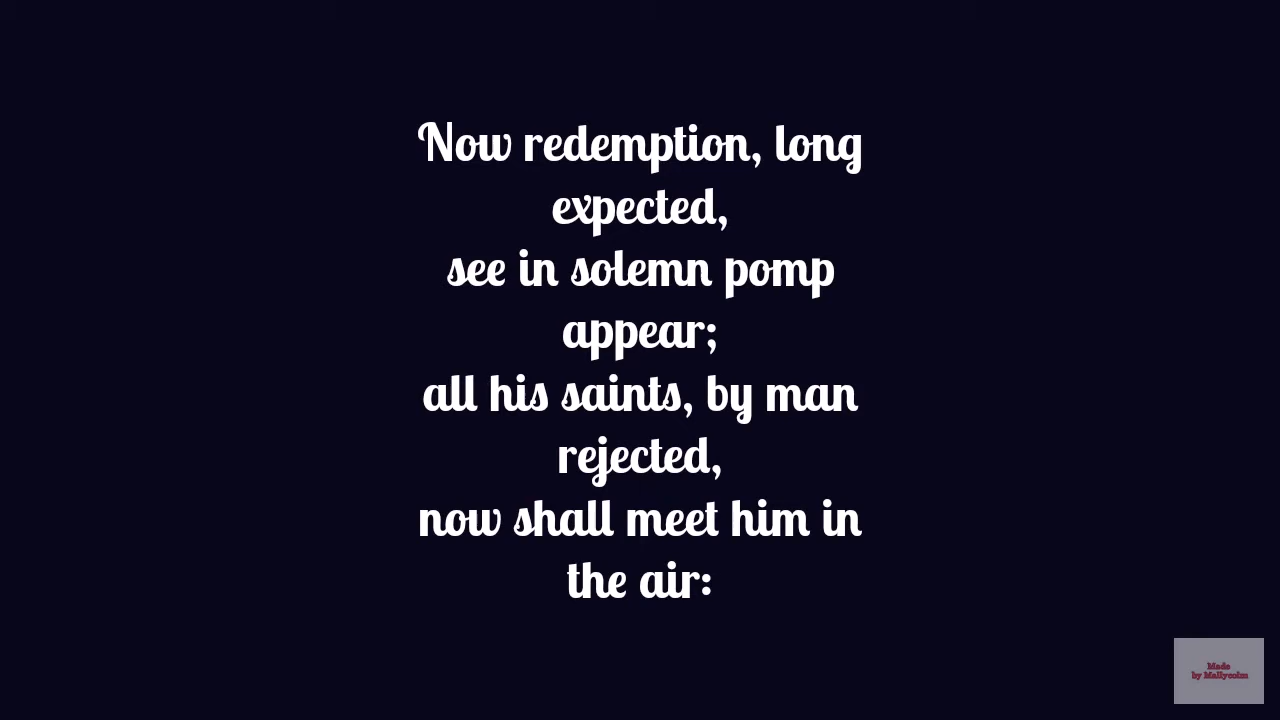 Now redemption, long
expected,
see in solemn pomp
appear;
all his saints, by man
rejected,
now shall meet him in
the air:
Made
by Mallycolm